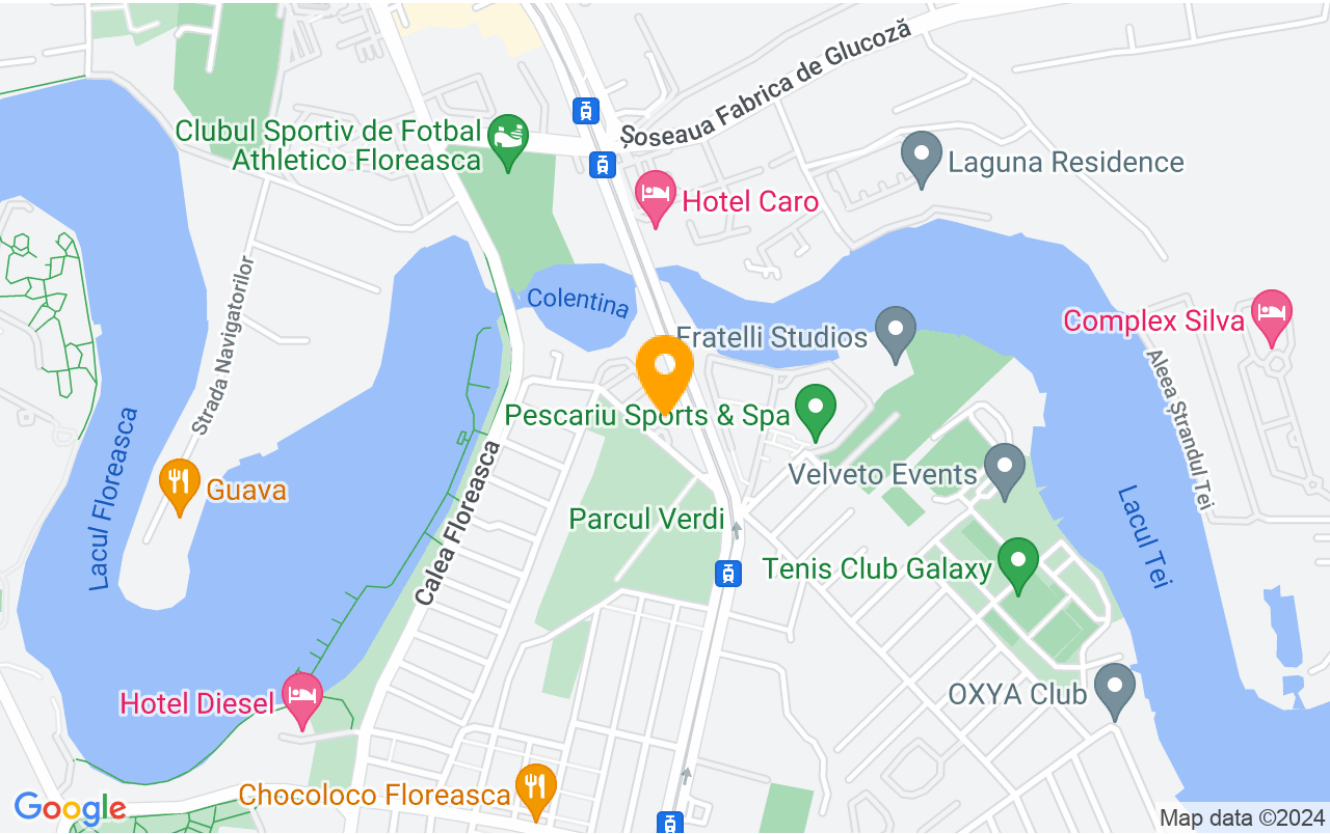 Șoseaua Fabrica de Glucoză
Clubul Sportiv de Fotbal
Athletico Floreasca
Laguna Residence
Hotel Caro
Strada Navigatorilor
Colentina
Complex Silva
Fratelli Studios
Aleea Ștrandul Tei
Pescariu Sports & Spa
Lacul Floreasca
Calea Floreasca
Velveto Events
Guava
Parcul Verdi
Lacul Tei
Tenis Club Galaxy
Hotel Diesel
OXYA Club
Chocoloco Floreasca
Google
Map data ©2024